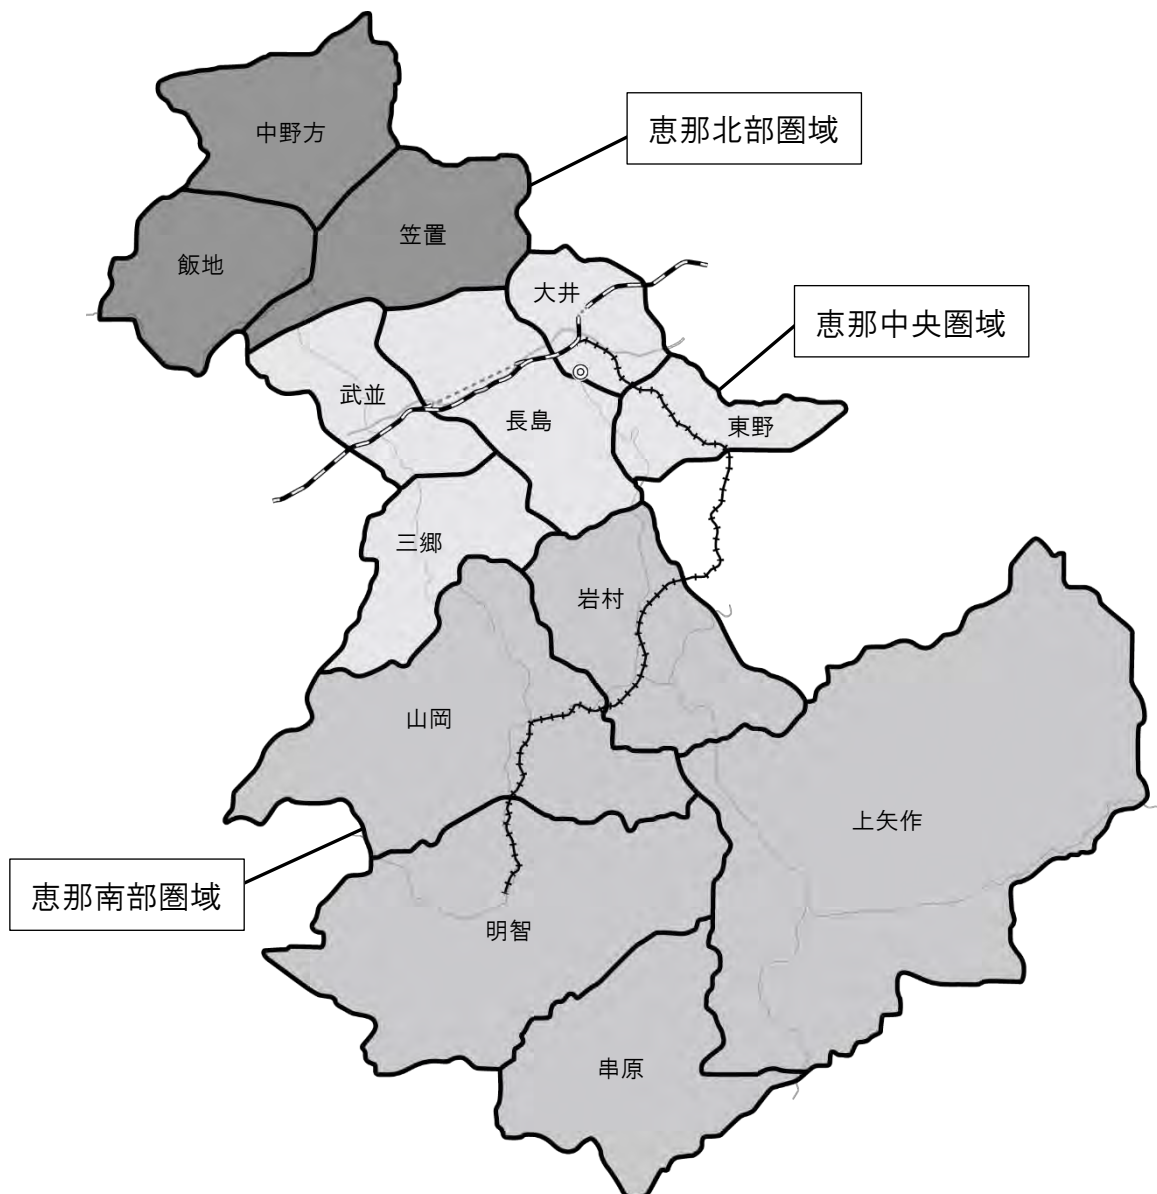 中野方
恵那北部圏域
笠置
飯地
大井
恵那中央圏域
武並
長島
東野
三郷
岩村
山岡
上矢作
恵那南部圏域
明智
串原